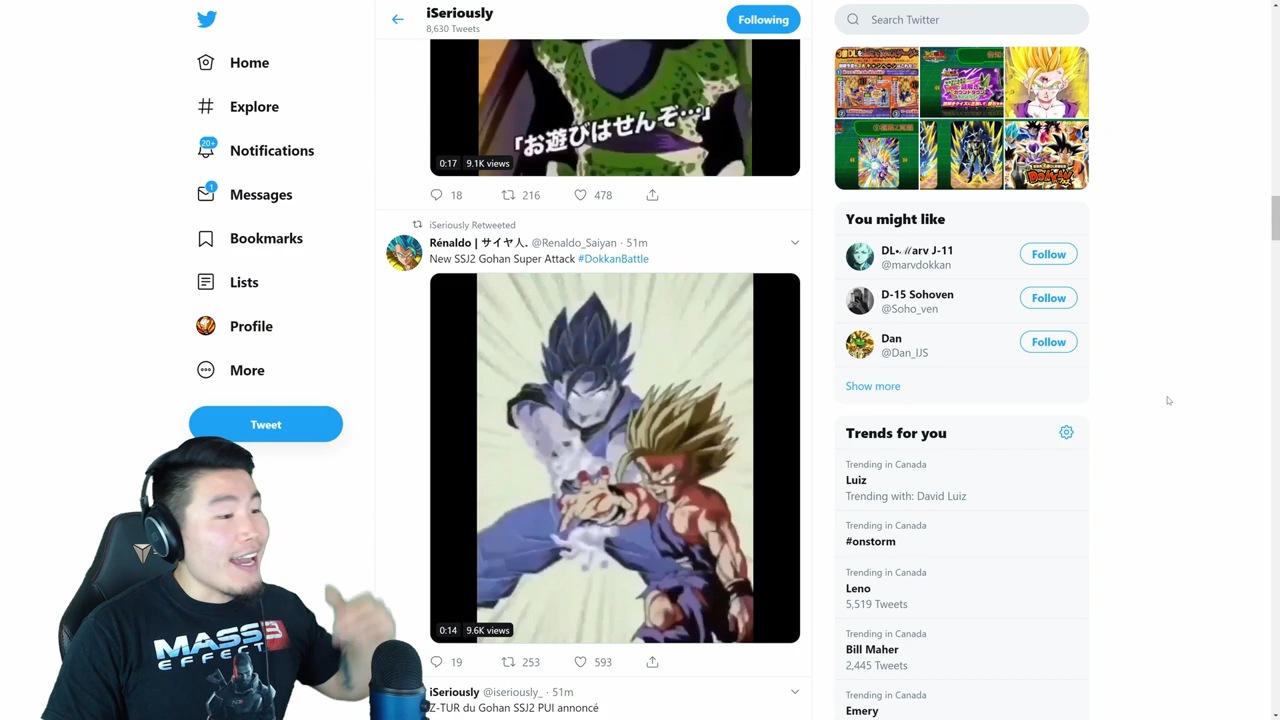 Home
Explore
20+
Notifications
1
Messages
Bookmarks
Lists
Profile
More
Tweet
MASS
EFFECT
3
iSeriously
8,630 Tweets
Following
「お遊びはせんぞ…」
0:17 9.1K views
18 216 478
iSeriously Retweeted
Rénaldo | サイヤ人. @Renaldo_Saiyan · 51m
New SSJ2 Gohan Super Attack #DokkanBattle
0:14 9.6K views
19 253 593
iSeriously @iseriously_ · 51m
Z-TUR du Gohan SSJ2 PUI annoncé
Search Twitter
You might like
@marvdokkan
Follow
D-15 Sohoven
@Soho_ven
Follow
Dan
@Dan_IJS
Follow
Show more
Trends for you
Trending in Canada
Luiz
Trending with: David Luiz
Trending in Canada
#onstorm
Trending in Canada
Leno
5,519 Tweets
Trending in Canada
Bill Maher
2,445 Tweets
Trending in Canada
Emery